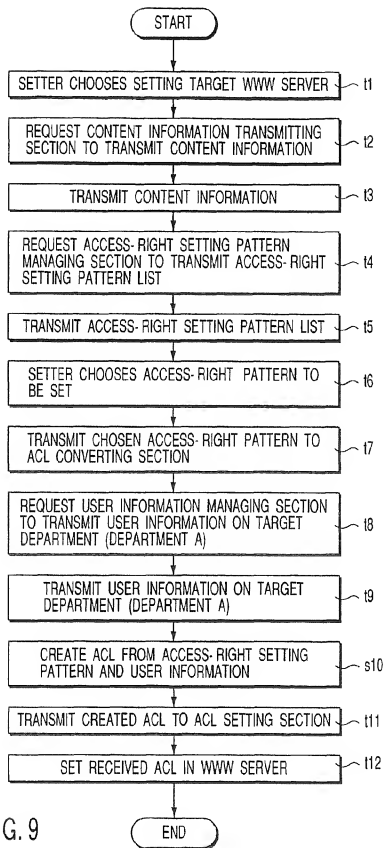 START
SETTER CHOOSES SETTING TARGET WWW SERVER
t1
REQUEST CONTENT INFORMATION TRANSMITTING
SECTION TO TRANSMIT CONTENT INFORMATION
t2
TRANSMIT CONTENT INFORMATION
t3
REQUEST ACCESS-RIGHT SETTING PATTERN
MANAGING SECTION TO TRANSMIT ACCESS-RIGHT
SETTING PATTERN LIST
t4
TRANSMIT ACCESS-RIGHT SETTING PATTERN LIST
t5
SETTER CHOOSES ACCESS-RIGHT PATTERN TO
BE SET
t6
TRANSMIT CHOSEN ACCESS-RIGHT PATTERN TO
ACL CONVERTING SECTION
t7
REQUEST USER INFORMATION MANAGING SECTION
TO TRANSMIT USER INFORMATION ON TARGET
DEPARTMENT (DEPARTMENT A)
t8
TRANSMIT USER INFORMATION ON TARGET
DEPARTMENT (DEPARTMENT A)
t9
CREATE ACL FROM ACCESS-RIGHT SETTING
PATTERN AND USER INFORMATION
s10
TRANSMIT CREATED ACL TO ACL SETTING SECTION
t11
SET RECEIVED ACL IN WWW SERVER
t12
G. 9
END